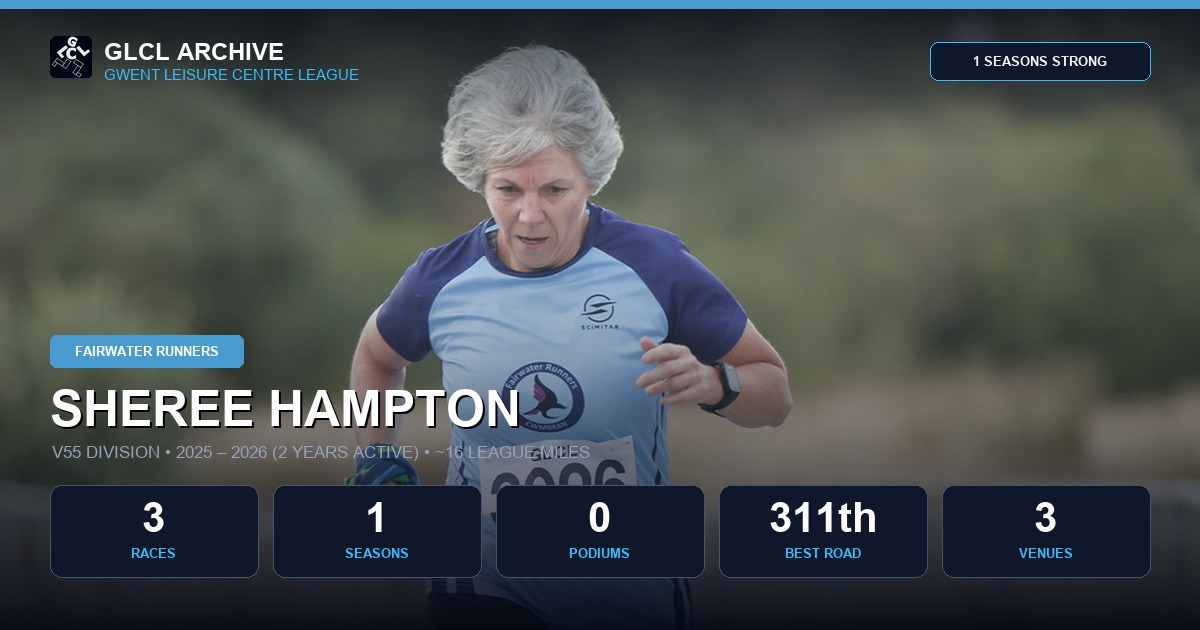 GLCL ARCHIVE
GWENT LEISURE CENTRE LEAGUE
1 SEASONS STRONG
SCIMITAR
FAIRWATER RUNNERS
Fairwater Runners
CWMBRAN
SHEREE HAMPTON
V55 DIVISION • 2025 – 2026 (2 YEARS ACTIVE) • ~16 LEAGUE MILES
3
RACES
1
SEASONS
0
PODIUMS
311th
BEST ROAD
3
VENUES